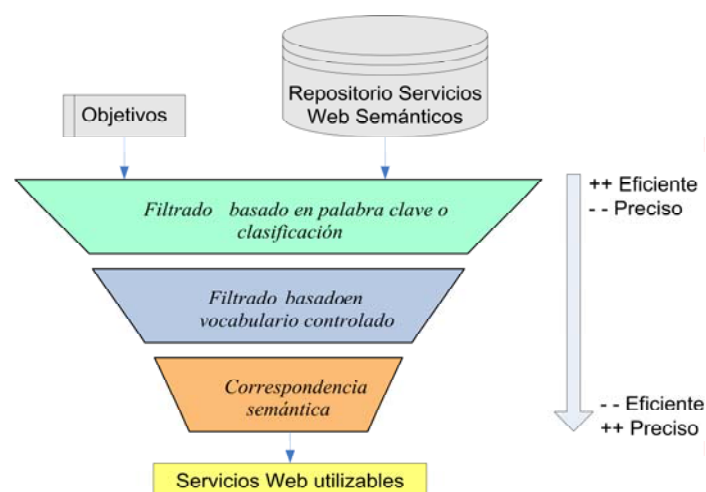 Repositorio Servicios
Web Semánticos
Objetivos
++ Eficiente
- - Preciso
Filtrado basado en palabra clave o
clasificación
Filtrado basadoen
vocabulario controlado
Correspondencia
semántica
- - Eficiente
++ Preciso
Servicios Web utilizables